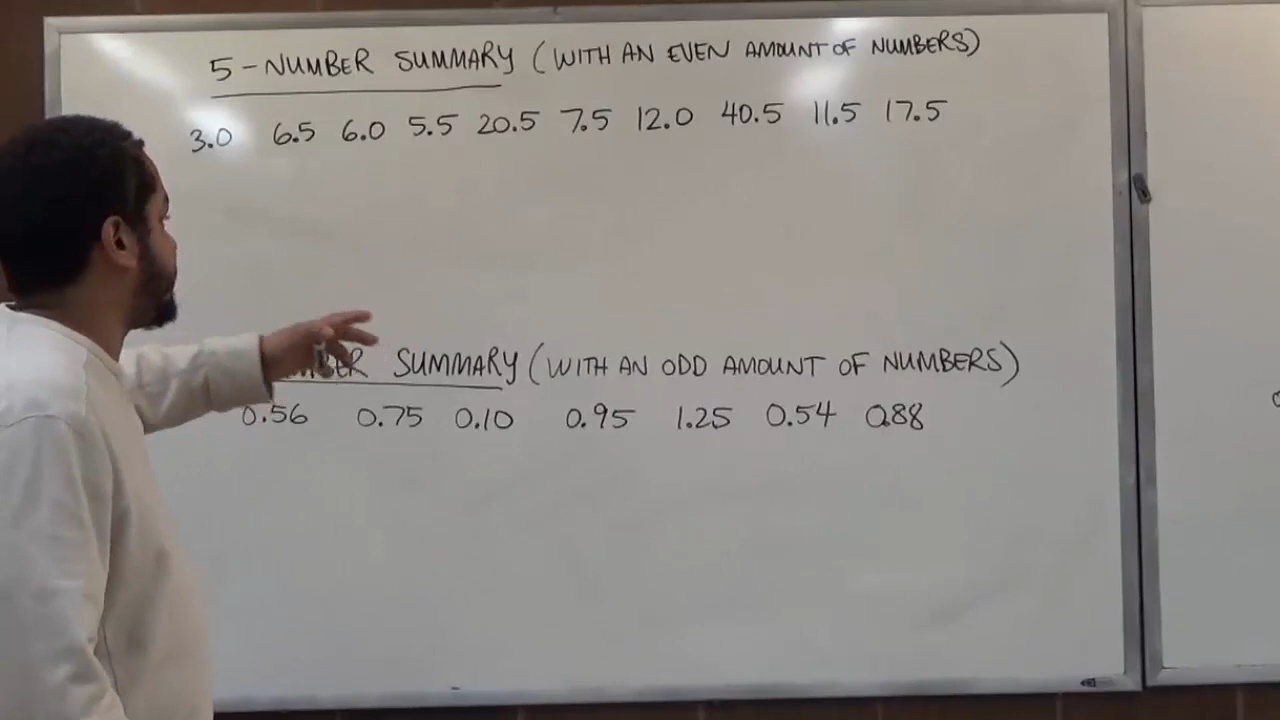 5-NUMBER SUMMARY (WITH AN EVEN AMOUNT OF NUMBERS)
3.0 6.5 6.0 5.5 20.5 7.5 12.0 40.5 11.5 17.5
SUMMARY (WITH AN ODD AMOUNT OF NUMBERS)
0.56 0.75 0.10 0.95 1.25 0.54 0.88